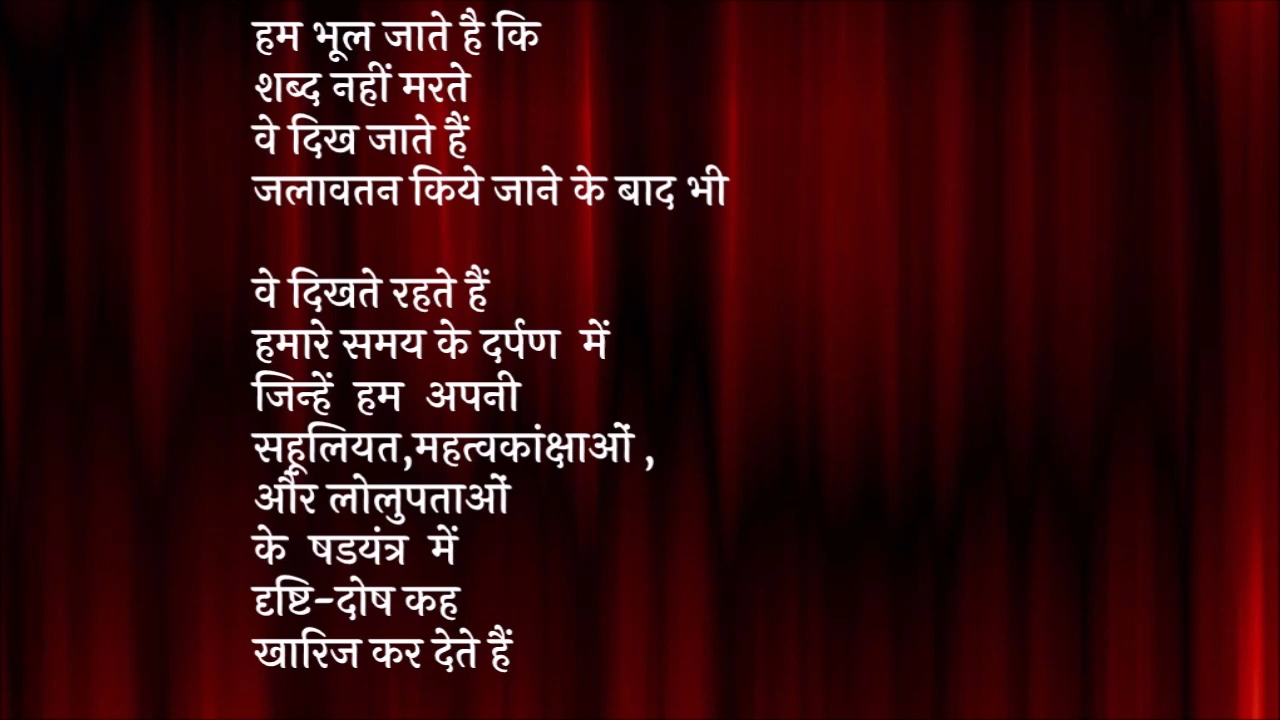 हम भूल जाते है कि
शब्द नहीं मरते
वे दिख जाते हैं
जलावतन किये जाने के बाद भी
वे दिखते रहते हैं
हमारे समय के दर्पण में
जिन्हें हम अपनी
सहूलियत,महत्वकांक्षाओं ,
और लोलुपताओं
के षडयंत्र में
दृष्टि-दोष कह
खारिज कर देते हैं